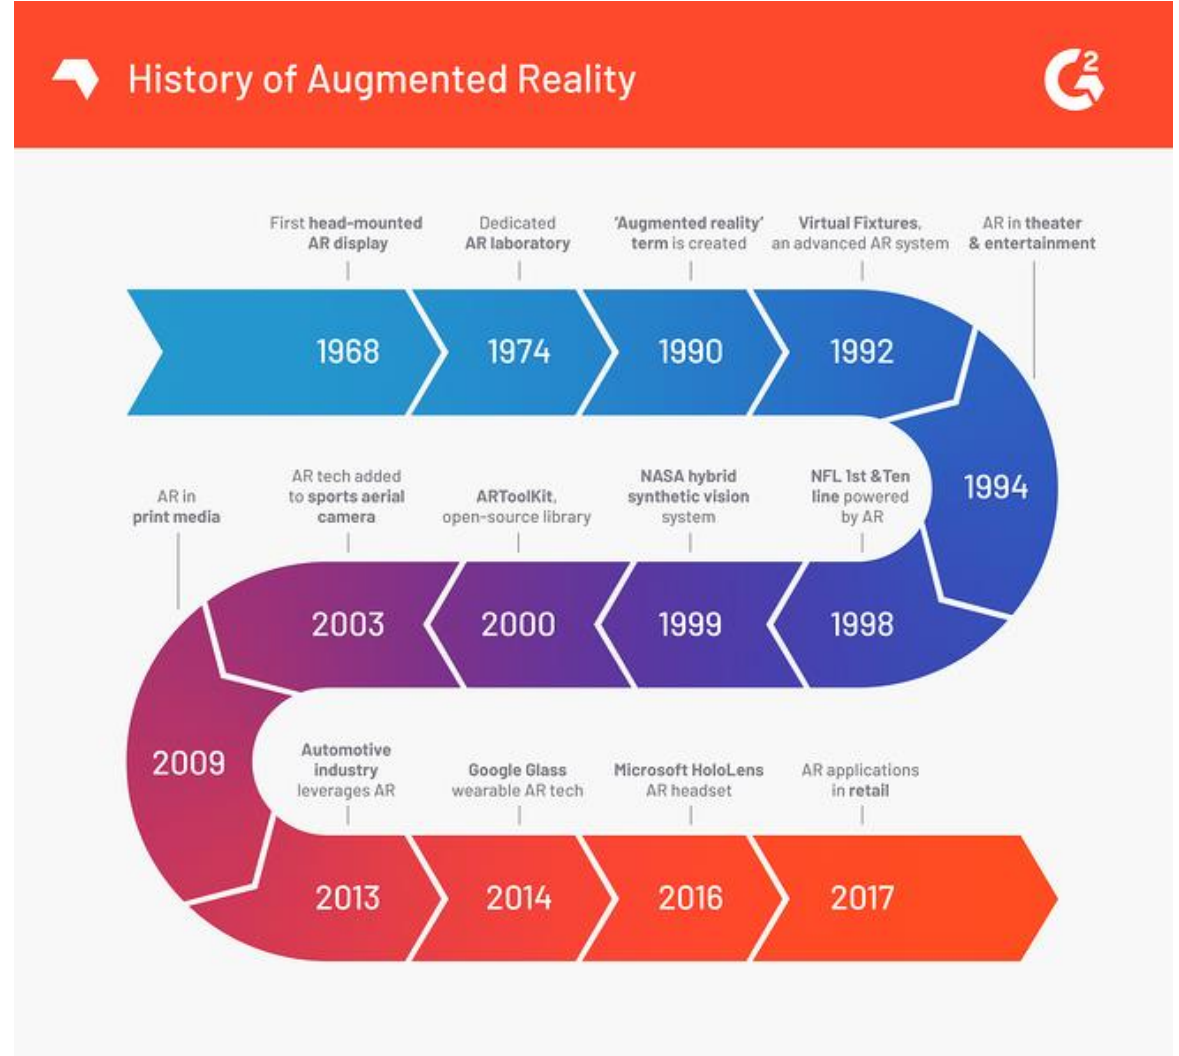 History of Augmented Reality
G2
First head-mounted
AR display
Dedicated
AR laboratory
'Augmented reality'
term is created
Virtual Fixtures,
an advanced AR system
AR in theater
& entertainment
1968
1974
1990
1992
1994
AR in
print media
AR tech added
to sports aerial
camera
ARToolKit,
open-source library
NASA hybrid
synthetic vision
system
NFL 1st &Ten
line powered
by AR
2003
2000
1999
1998
2009
Automotive
industry
leverages AR
Google Glass
wearable AR tech
Microsoft HoloLens
AR headset
AR applications
in retail
2013
2014
2016
2017